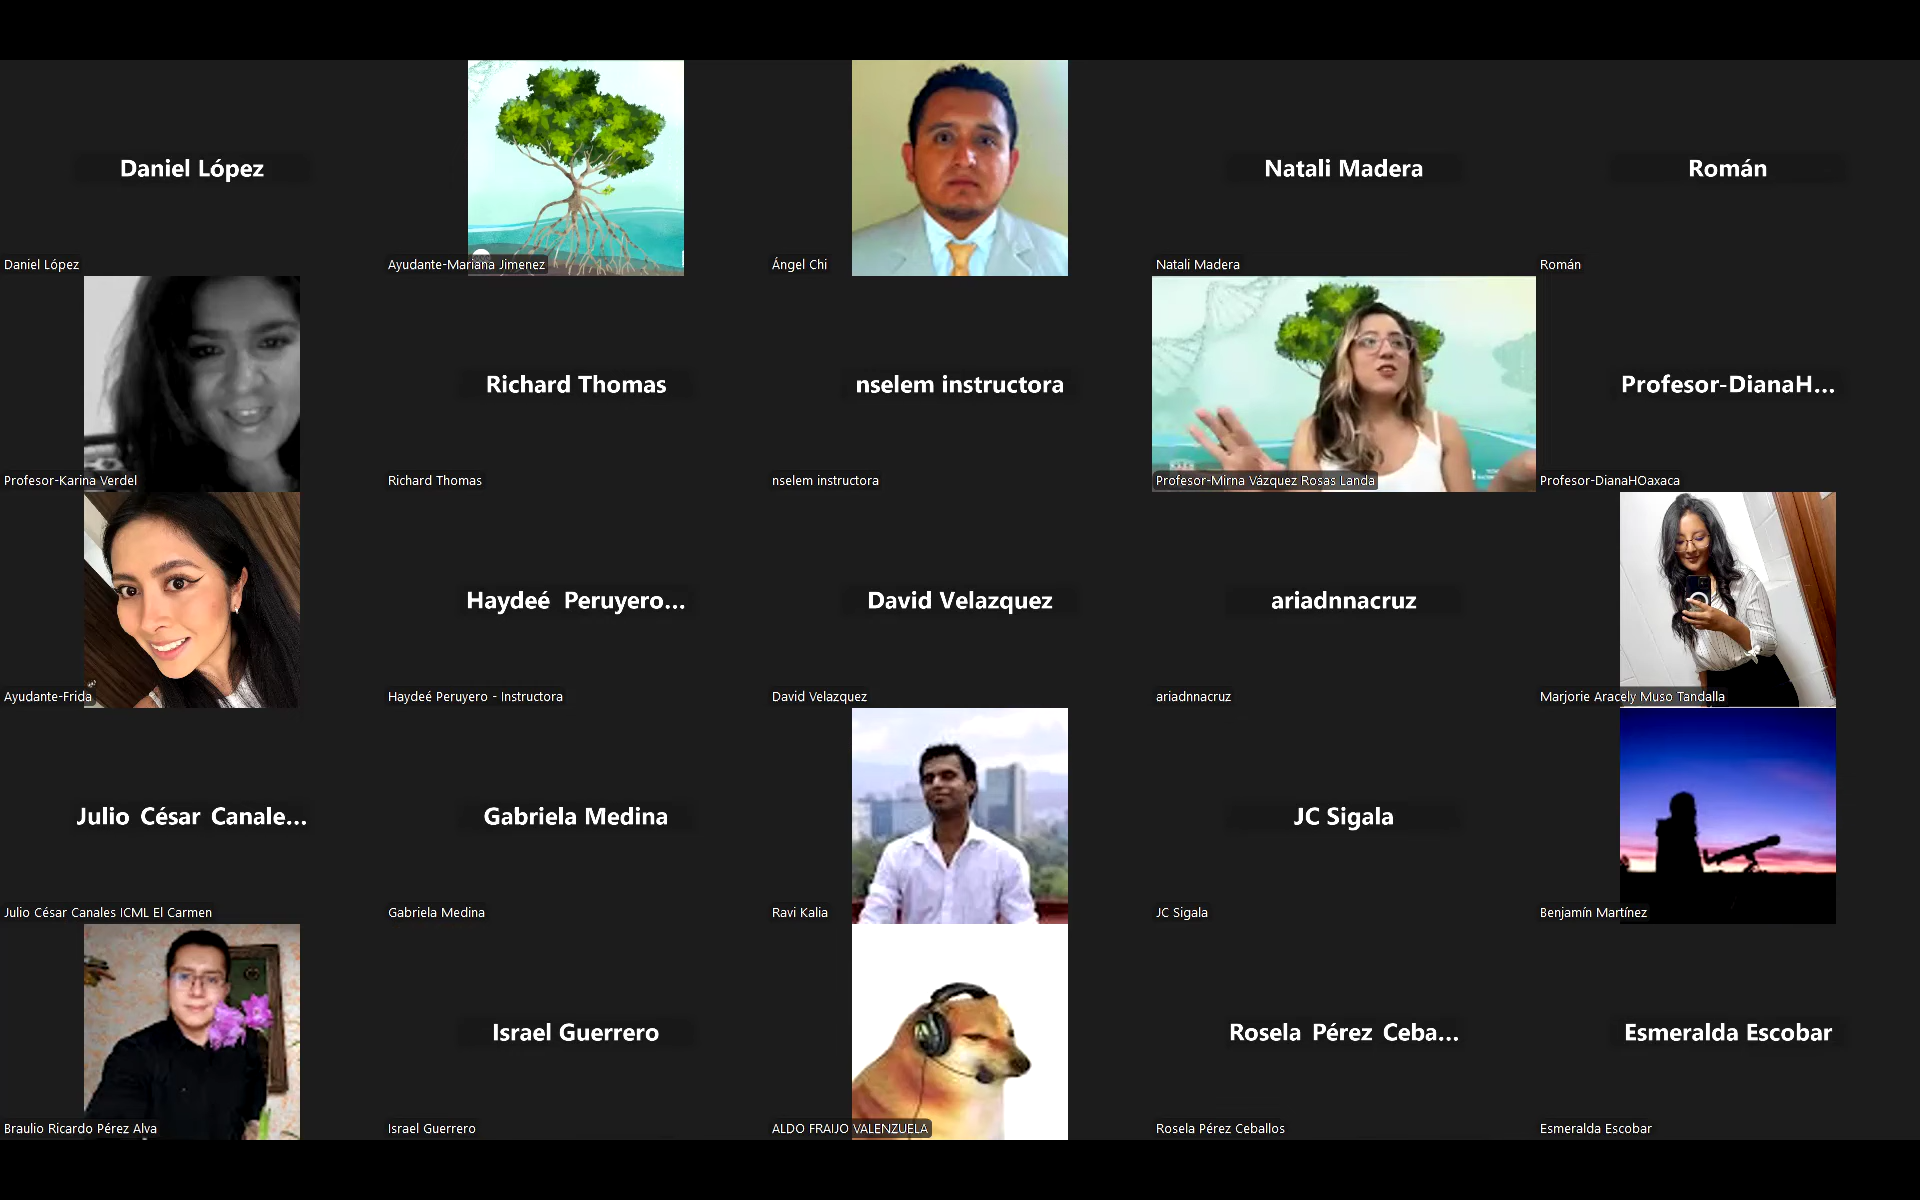 Daniel López
Natali Madera
Román
Daniel López
Ayudante-Mariana Jimenez
Ángel Chi
Natali Madera
Román
Richard Thomas
nselem instructora
Profesor-DianaH...
Profesor-Karina Verdel
Richard Thomas
nselem instructora
Profesor-Mirna Vázquez Rosas Landa
Profesor-DianaHOaxaca
Haydeé Peruyero...
David Velazquez
ariadnnacruz
Ayudante-Frida
Haydeé Peruyero - Instructora
David Velazquez
ariadnnacruz
Marjorie Aracely Muso Tandalla
Julio César Canale...
Gabriela Medina
JC Sigala
Julio César Canales ICML El Carmen
Gabriela Medina
Ravi Kalia
JC Sigala
Benjamín Martínez
Israel Guerrero
Rosela Pérez Ceba...
Esmeralda Escobar
Braulio Ricardo Pérez Alva
Israel Guerrero
ALDO FRAIJO VALENZUELA
Rosela Pérez Ceballos
Esmeralda Escobar